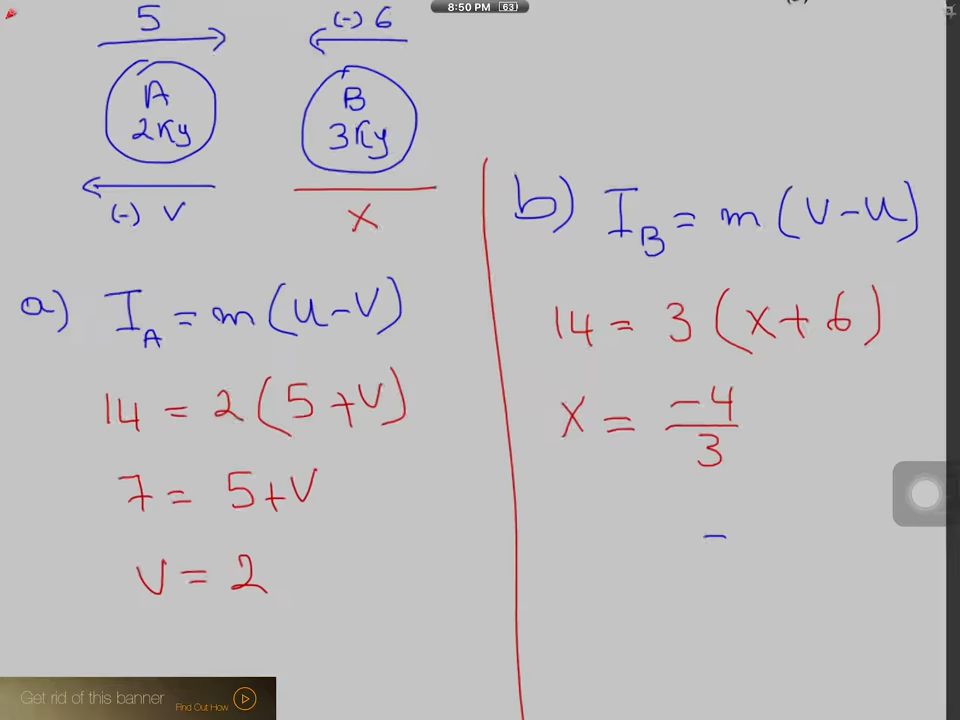 8:50 PM 63
5
(-) 6
A
2Kg
B
3Kg
(-) v
x
a) I_A = m(u-v)
14 = 2(5+v)
7 = 5+v
v = 2
b) I_B = m(v-u)
14 = 3(x+6)
x = -4/3
Get rid of this banner
Find Out How